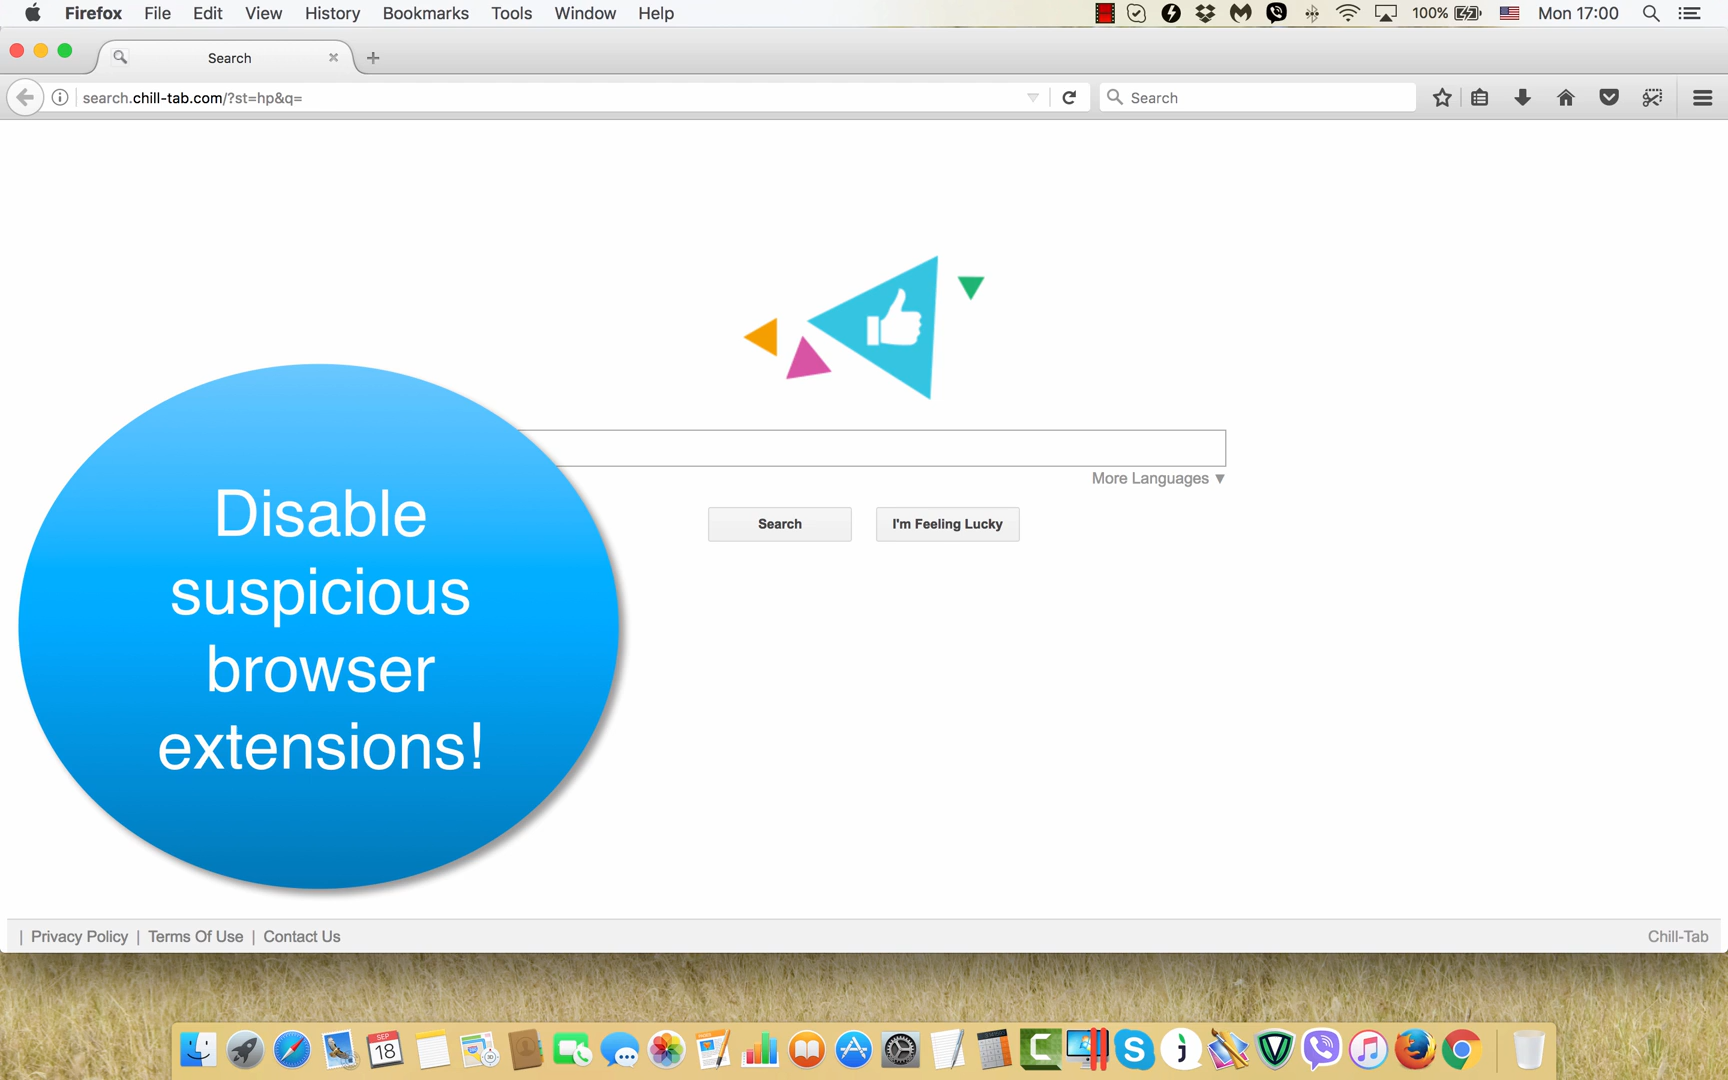 Firefox File Edit View History Bookmarks Tools Window Help 100% Mon 17:00
Search
search.chill-tab.com/?st=hp&q= Search
More Languages ▼
Search I'm Feeling Lucky
Disable
suspicious
browser
extensions!
| Privacy Policy | Terms Of Use | Contact Us Chill-Tab
SEP
18